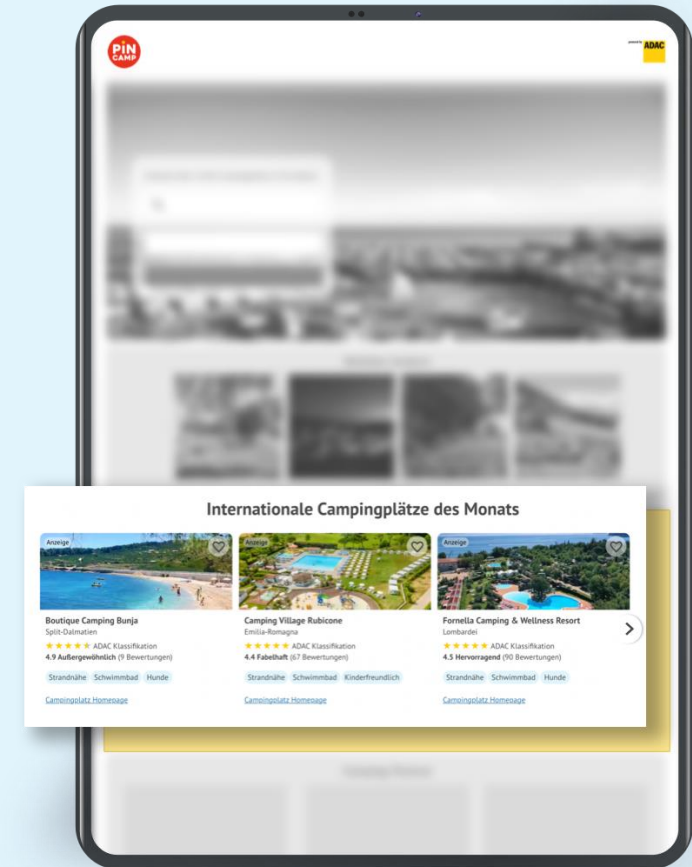 PiN
CAMP
powered by ADAC
Internationale Campingplätze des Monats
Anzeige
Boutique Camping Bunja
Split-Dalmatien
ADAC Klassifikation
4.9 Außergewöhnlich (9 Bewertungen)
Strandnähe Schwimmbad Hunde
Campingplatz Homepage
Anzeige
Camping Village Rubicone
Emilia-Romagna
ADAC Klassifikation
4.4 Fabelhaft (67 Bewertungen)
Strandnähe Schwimmbad Kinderfreundlich
Campingplatz Homepage
Anzeige
Fornella Camping & Wellness Resort
Lombardei
ADAC Klassifikation
4.5 Hervorragend (90 Bewertungen)
Strandnähe Schwimmbad Hunde
Campingplatz Homepage